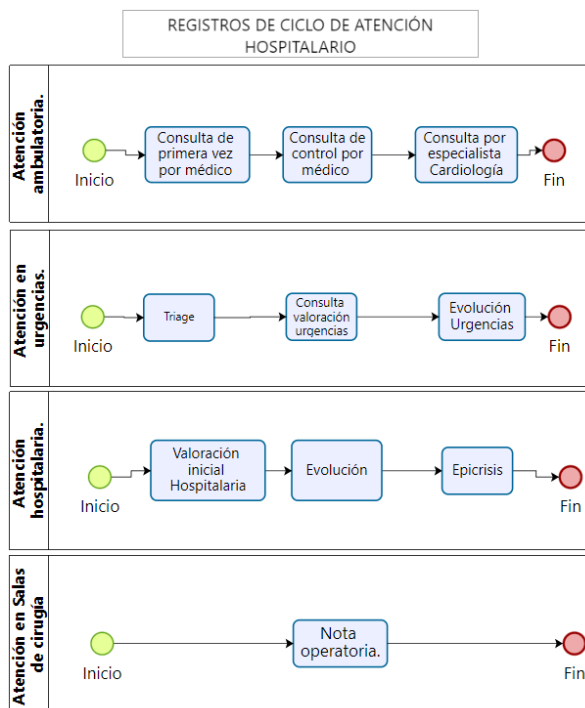 REGISTROS DE CICLO DE ATENCIÓN
HOSPITALARIO
Atención
ambulatoria.
Inicio
Consulta de
primera vez
por médico
Consulta de
control por
médico
Consulta por
especialista
Cardiología
Fin
Atención en
urgencias.
Inicio
Triage
Consulta
valoración
urgencias
Evolución
Urgencias
Fin
Atención
hospitalaria.
Inicio
Valoración
inicial
Hospitalaria
Evolución
Epicrisis
Fin
Atención en Salas
de cirugía
Inicio
Nota
operatoria.
Fin